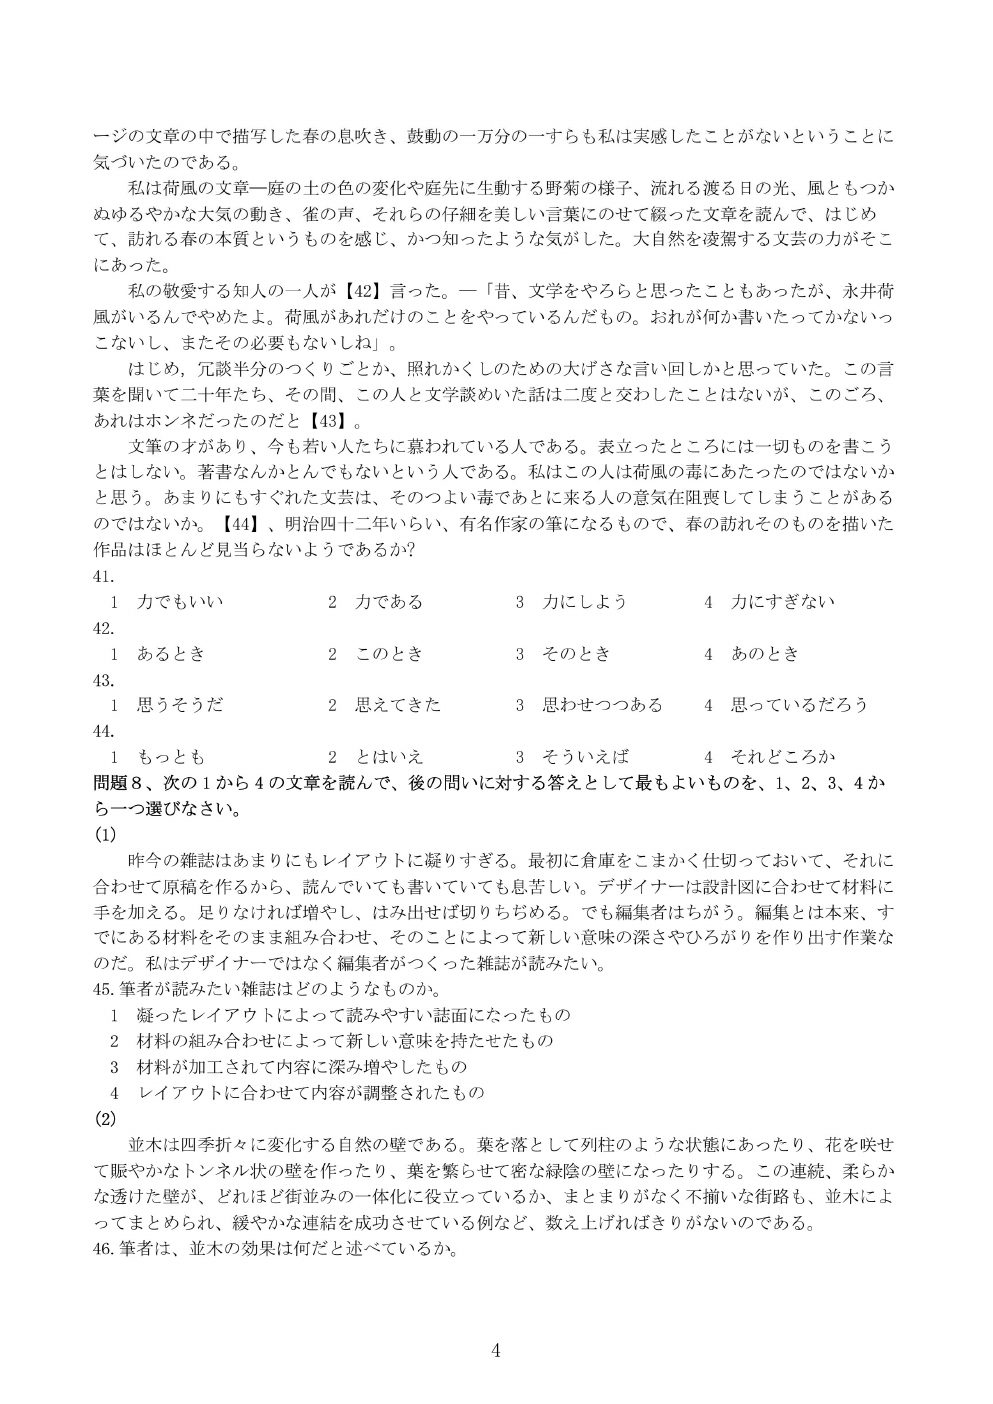 ージの文章の中で描写した春の息吹き、鼓動の一万分の一すらも私は実感したことがないということに
気づいたのである。
私は荷風の文章―庭の土の色の変化や庭先に生動する野菊の様子、流れる渡る日の光、風ともつか
ぬゆるやかな大気の動き、雀の声、それらの仔細を美しい言葉にのせて綴った文章を読んで、はじめ
て、訪れる春の本質というものを感じ、かつ知ったような気がした。大自然を凌駕する文芸の力がそこ
にあった。
私の敬愛する知人の一人が【42】言った。―「昔、文学をやろらと思ったこともあったが、永井荷
風がいるんでやめたよ。荷風があれだけのことをやっているんだもの。おれが何か書いたってかないっ
こないし、またその必要もないしね」。
はじめ，冗談半分のつくりごとか、照れかくしのための大げさな言い回しかと思っていた。この言
葉を聞いて二十年たち、その間、この人と文学談めいた話は二度と交わしたことはないが、このごろ、
あれはホンネだったのだと【43】。
文筆の才があり、今も若い人たちに慕われている人である。表立ったところには一切ものを書こう
とはしない。著書なんかとんでもないという人である。私はこの人は荷風の毒にあたったのではないか
と思う。あまりにもすぐれた文芸は、そのつよい毒であとに来る人の意気在阻喪してしまうことがある
のではないか。【44】、明治四十二年いらい、有名作家の筆になるもので、春の訪れそのものを描いた
作品はほとんど見当らないようであるか?
41.
1 力でもいい 2 力である 3 力にしよう 4 力にすぎない
42.
1 あるとき 2 このとき 3 そのとき 4 あのとき
43.
1 思うそうだ 2 思えてきた 3 思わせつつある 4 思っているだろう
44.
1 もっとも 2 とはいえ 3 そういえば 4 それどころか
問題８、次の１から４の文章を読んで、後の問いに対する答えとして最もよいものを、1、2、3、4か
ら一つ選びなさい。
(1)
昨今の雑誌はあまりにもレイアウトに凝りすぎる。最初に倉庫をこまかく仕切っておいて、それに
合わせて原稿を作るから、読んでいても書いていても息苦しい。デザイナーは設計図に合わせて材料に
手を加える。足りなければ増やし、はみ出せば切りちぢめる。でも編集者はちがう。編集とは本来、す
でにある材料をそのまま組み合わせ、そのことによって新しい意味の深さやひろがりを作り出す作業な
のだ。私はデザイナーではなく編集者がつくった雑誌が読みたい。
45. 筆者が読みたい雑誌はどのようなものか。
1 凝ったレイアウトによって読みやすい誌面になったもの
2 材料の組み合わせによって新しい意味を持たせたもの
3 材料が加工されて内容に深み増やしたもの
4 レイアウトに合わせて内容が調整されたもの
(2)
並木は四季折々に変化する自然の壁である。葉を落として列柱のような状態にあったり、花を咲せ
て賑やかなトンネル状の壁を作ったり、葉を繁らせて密な緑陰の壁になったりする。この連続、柔らか
な透けた壁が、どれほど街並みの一体化に役立っているか、まとまりがなく不揃いな街路も、並木によ
ってまとめられ、緩やかな連結を成功させている例など、数え上げればきりがないのである。
46. 筆者は、並木の効果は何だと述べているか。
4